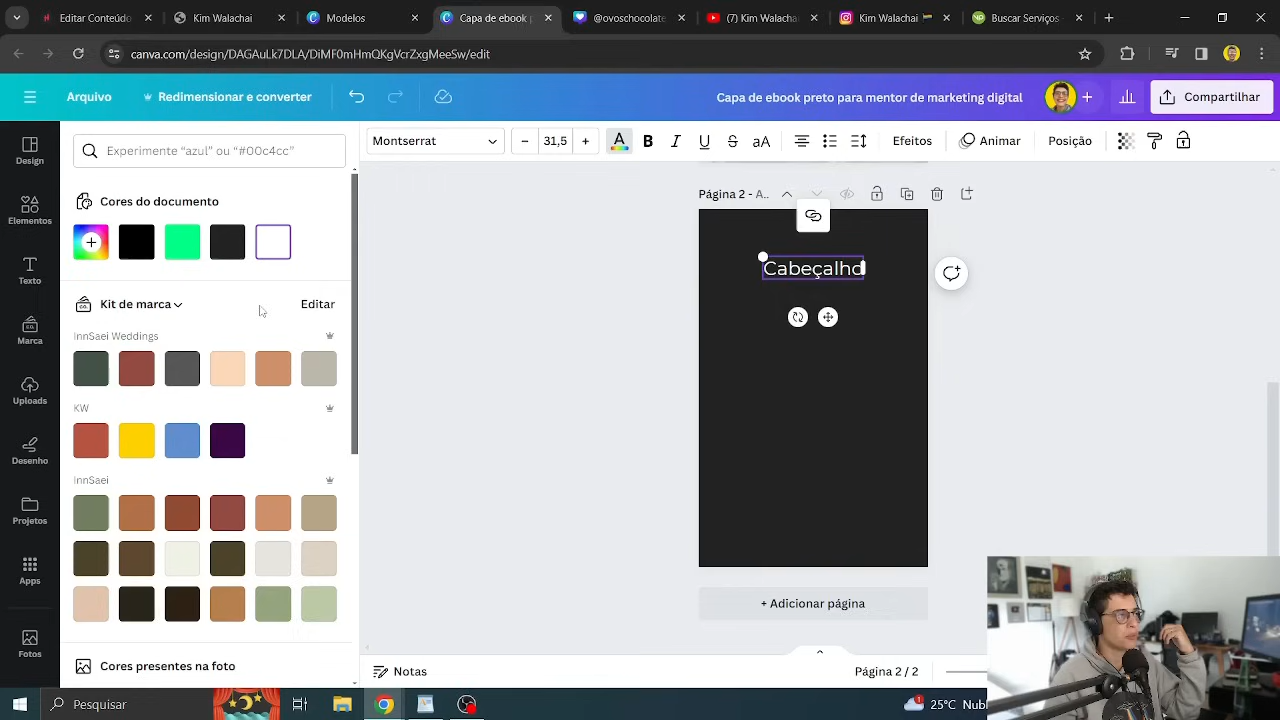 Editar Conteúdo
Kim Walachai
Modelos
Capa de ebook p
@ovoschocolate
(7) Kim Walacha
Kim Walachai
Buscar Serviços
canva.com/design/DAGAuLk7DLA/DiMF0mHmQKgVcrZxgMeeSw/edit
Arquivo
Redimensionar e converter
Capa de ebook preto para mentor de marketing digital
Compartilhar
Design
Elementos
Texto
Marca
Uploads
Desenho
Projetos
Apps
Fotos
Experimente “azul” ou “#00c4cc”
Cores do documento
Kit de marca
Editar
InnSaei Weddings
KW
InnSaei
Cores presentes na foto
Montserrat
31,5
A
B
I
U
S
aA
Efeitos
Animar
Posição
Página 2 - A..
Cabeçalho
+ Adicionar página
Notas
Página 2 / 2
Pesquisar
25°C
Nub